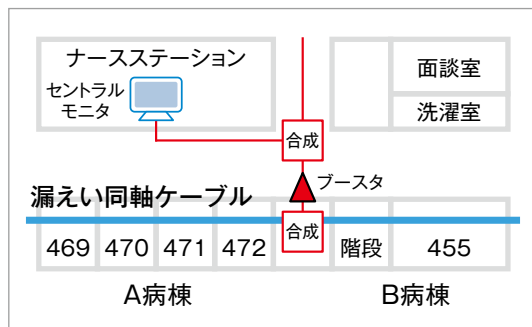 ナースステーション
セントラル
モニタ
面談室
洗濯室
合成
ブースタ
漏えい同軸ケーブル
469 470 471 472 合成 階段 455
A病棟 B病棟